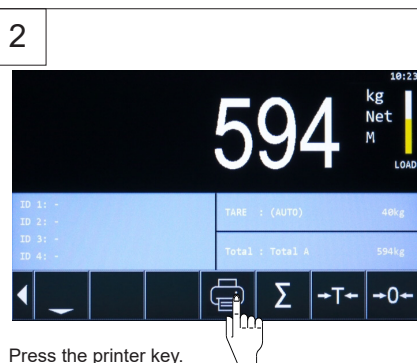 2
10:23
594
kg
Net
M
LOAD
ID 1: -
ID 2: -
ID 3: -
ID 4: -
TARE : (AUTO) 40kg
Total : Total A 594kg
Σ →T← →0←
Press the printer key.